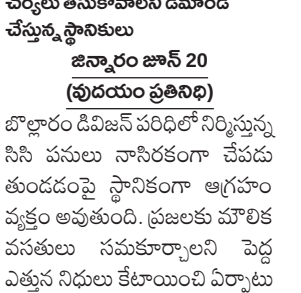 చర్యలు తీసుకోవాలని డిమాండ్
చేస్తున్న స్థానికులు
జిన్నారం జూన్ 20
(వుదయం ప్రతినిధి)
బొల్లారం డివిజన్ పరిధిలో నిర్మిస్తున్న
సిసి పనులు నాసిరకంగా చేపడు
తుండడంపై స్థానికంగా ఆగ్రహం
వ్యక్తం అవుతుంది. ప్రజలకు మౌలిక
వసతులు సమకూర్చాలని పెద్ద
ఎత్తున నిధులు కేటాయించి ఏర్పాటు